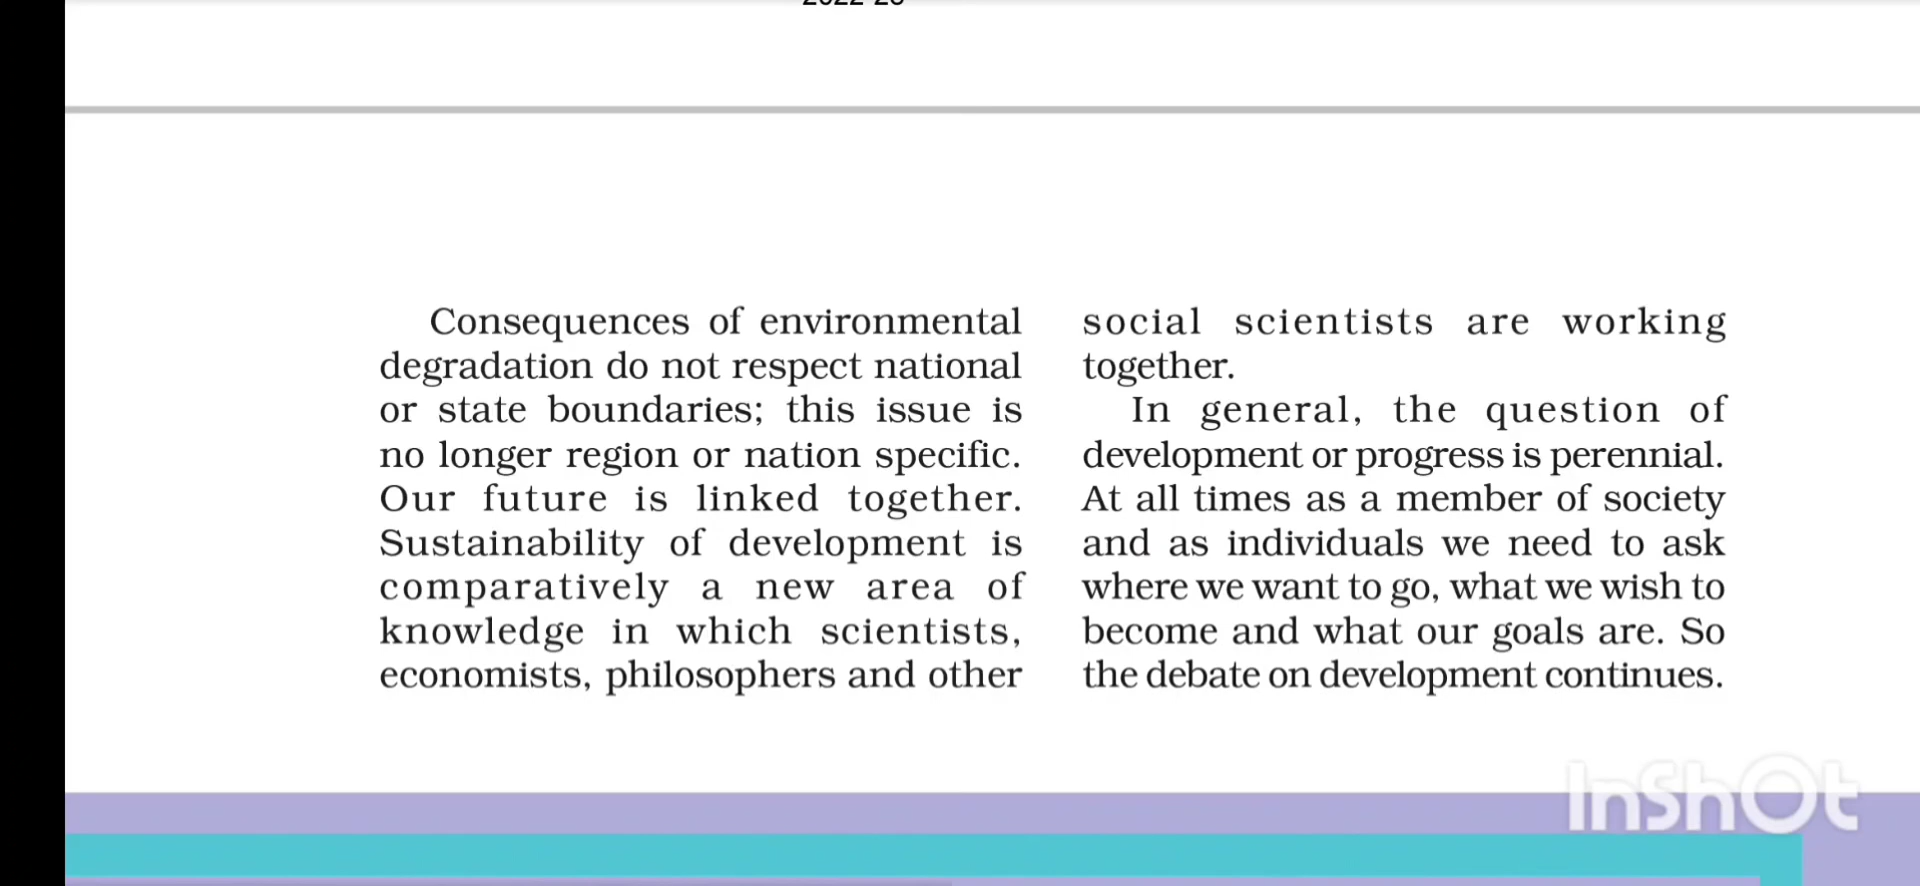 Consequences of environmental
degradation do not respect national
or state boundaries; this issue is
no longer region or nation specific.
Our future is linked together.
Sustainability of development is
comparatively a new area of
knowledge in which scientists,
economists, philosophers and other
social scientists are working
together.
In general, the question of
development or progress is perennial.
At all times as a member of society
and as individuals we need to ask
where we want to go, what we wish to
become and what our goals are. So
the debate on development continues.
InShOt